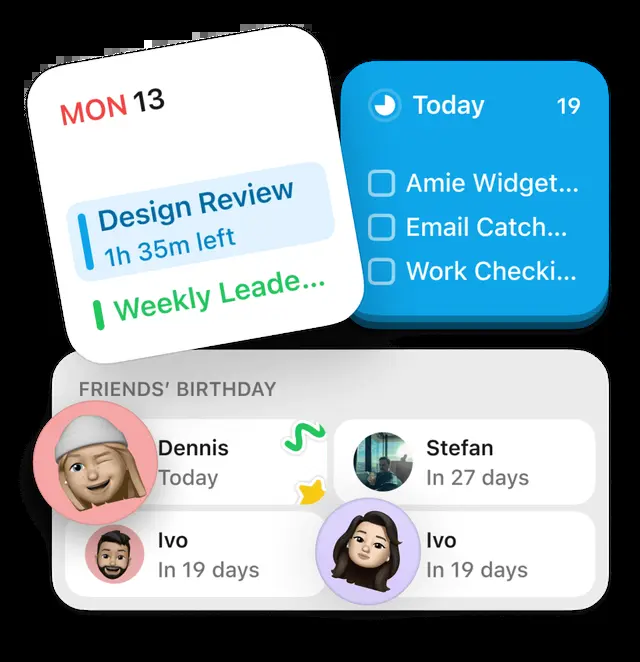 MON 13
Design Review
1h 35m left
Weekly Leade...
Today 19
Amie Widget...
Email Catch...
Work Checki...
FRIENDS' BIRTHDAY
Dennis
Today
Stefan
In 27 days
Ivo
In 19 days
Ivo
In 19 days